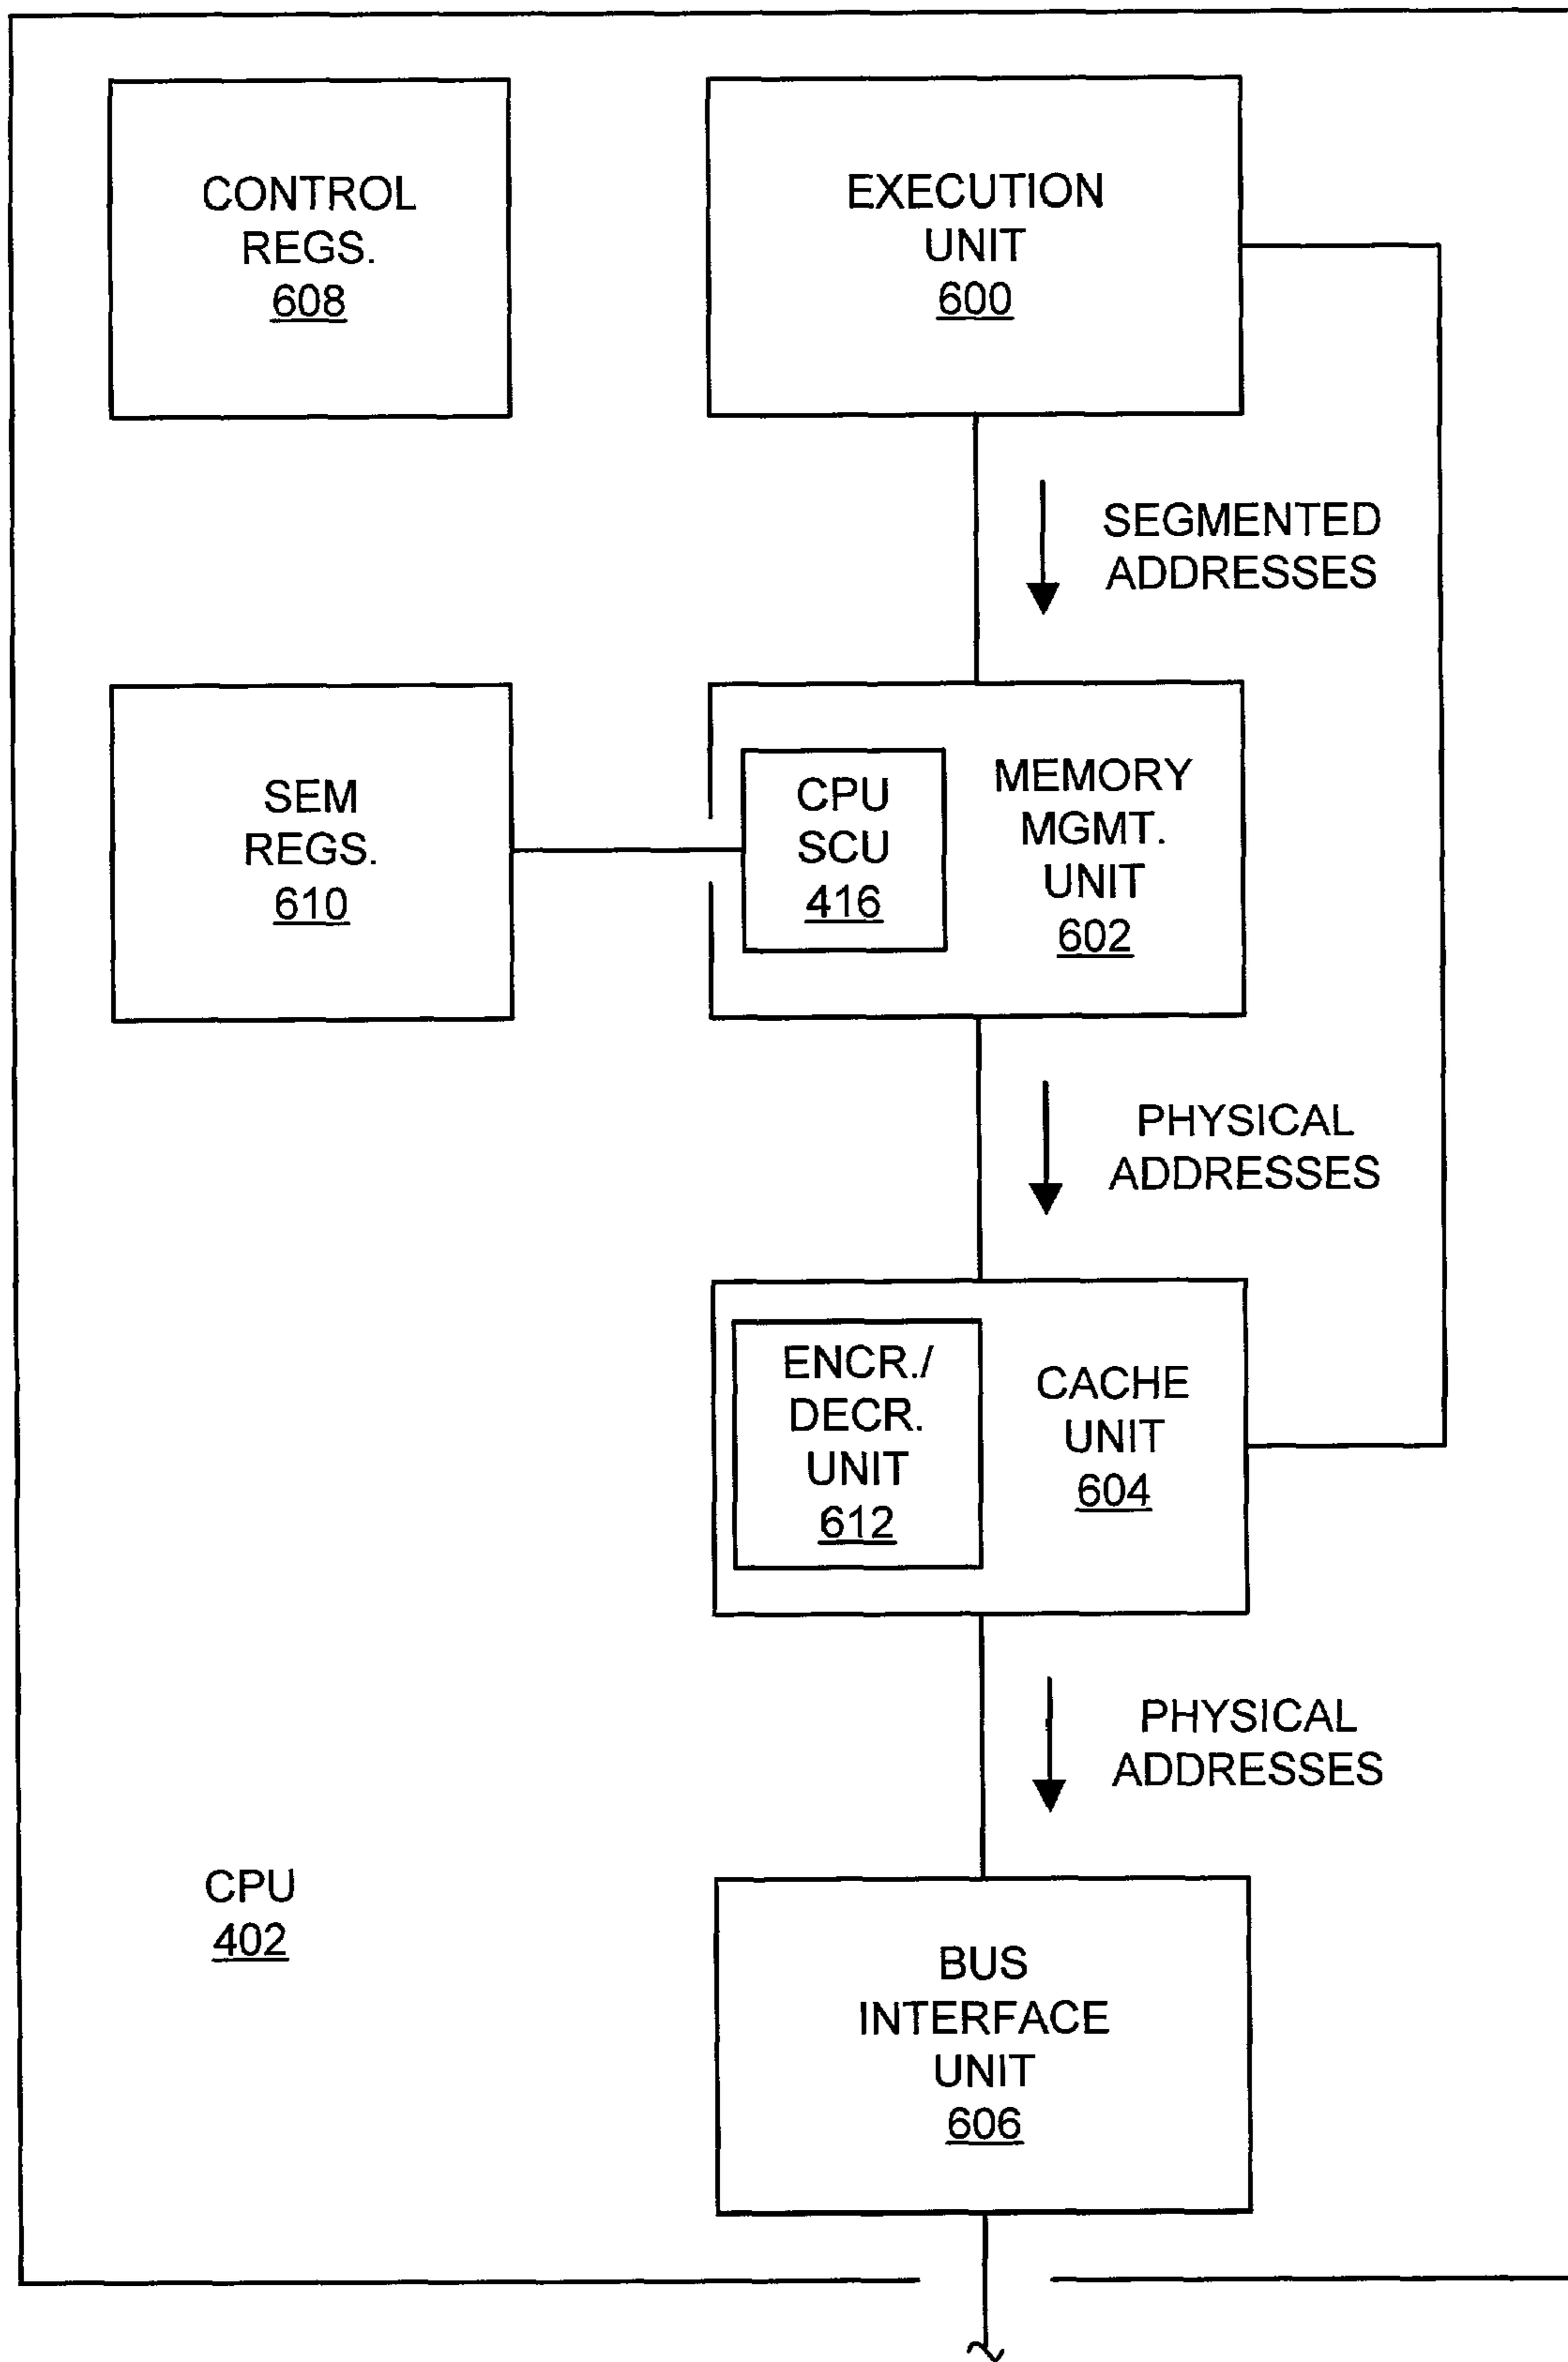 CONTROL
REGS.
608
EXECUTION
UNIT
600
SEGMENTED
ADDRESSES
SEM
REGS.
610
CPU
SCU
416
MEMORY
MGMT.
UNIT
602
PHYSICAL
ADDRESSES
ENCR./
DECR.
UNIT
612
CACHE
UNIT
604
PHYSICAL
ADDRESSES
CPU
402
BUS
INTERFACE
UNIT
606